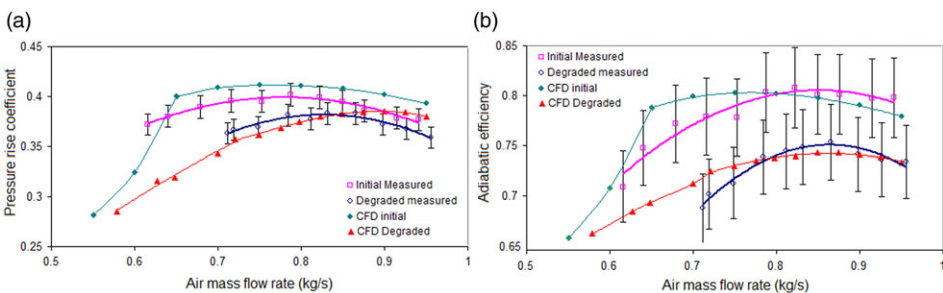 (a)
Pressure rise coefficient
0.45
0.4
0.35
0.3
0.25
0.5
0.6
0.7
0.8
0.9
1
Air mass flow rate (kg/s)
Initial Measured
Degraded measured
CFD initial
CFD Degraded
(b)
Adiabatic efficiency
0.85
0.8
0.75
0.7
0.65
0.5
0.6
0.7
0.8
0.9
1
Air mass flow rate (kg/s)
Initial Measured
Degraded measured
CFD initial
CFD Degraded